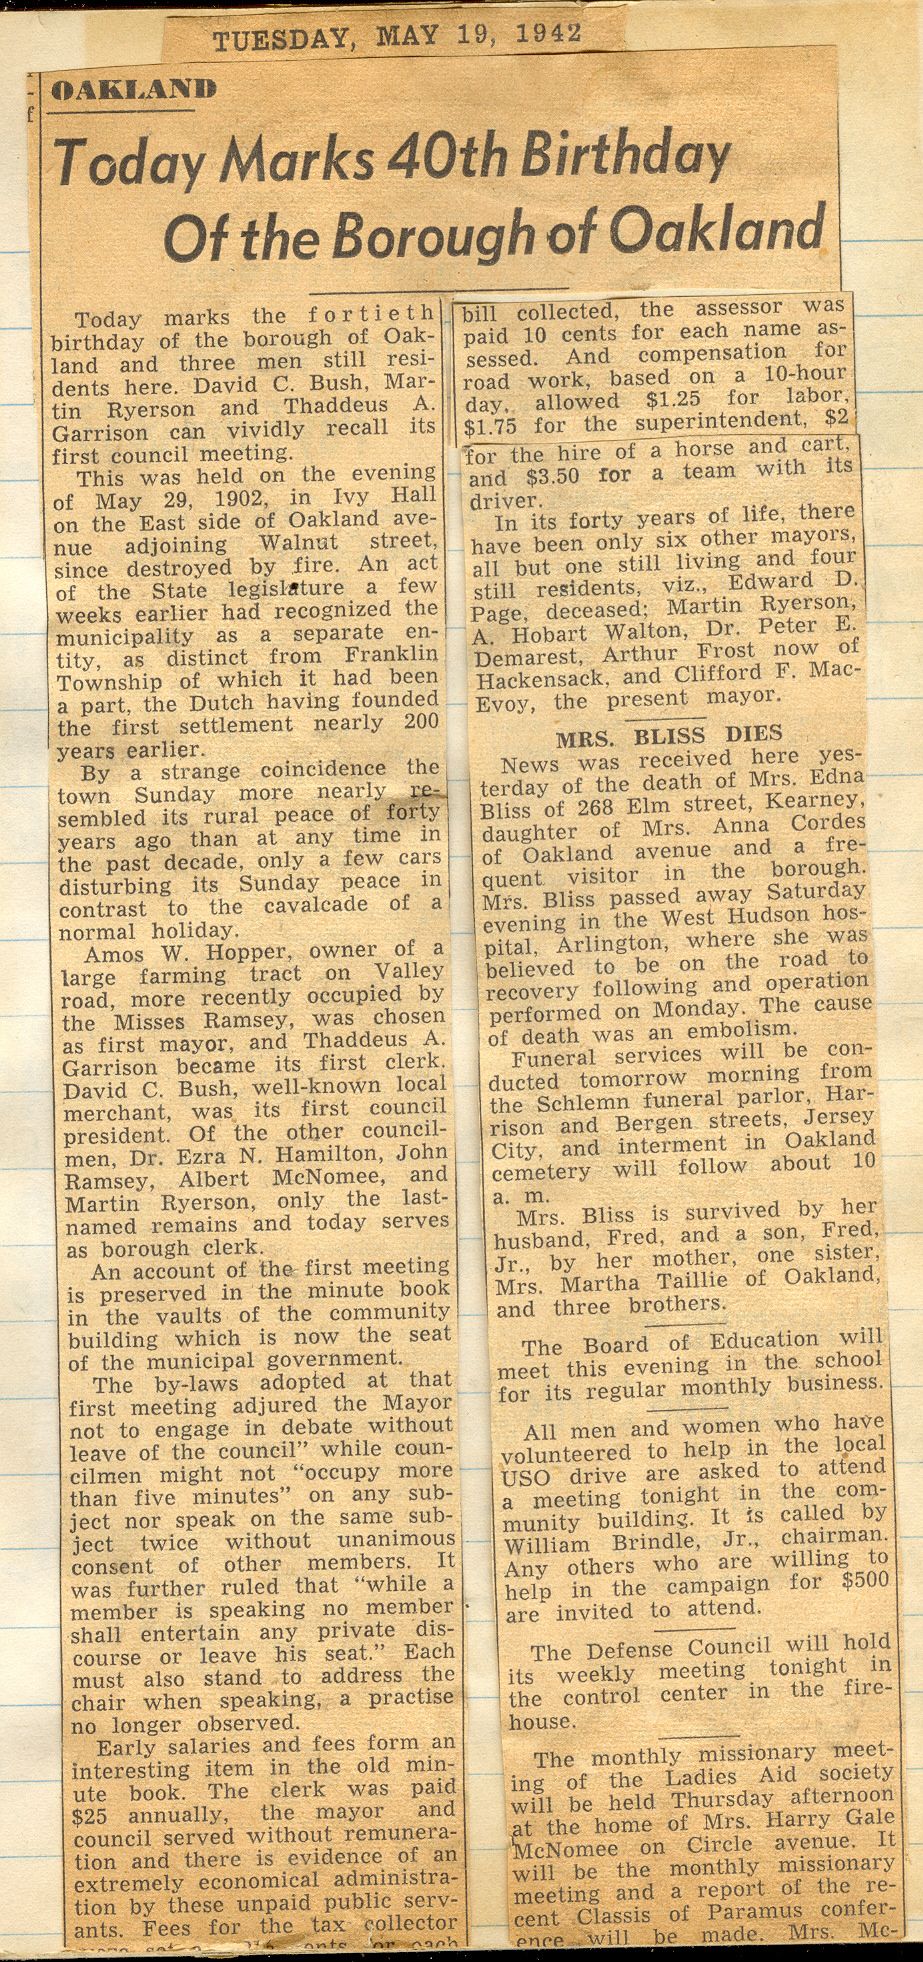 TUESDAY, MAY 19, 1942
OAKLAND
Today Marks 40th Birthday
Of the Borough of Oakland
Today marks the fortieth
birthday of the borough of Oak-
land and three men still resi-
dents here. David C. Bush, Mar-
tin Ryerson and Thaddeus A.
Garrison can vividly recall its
first council meeting.
This was held on the evening
of May 29, 1902, in Ivy Hall
on the East side of Oakland ave-
nue adjoining Walnut street,
since destroyed by fire. An act
of the State legislature a few
weeks earlier had recognized the
municipality as a separate en-
tity, as distinct from Franklin
Township of which it had been
a part, the Dutch having founded
the first settlement nearly 200
years earlier.
By a strange coincidence the
town Sunday more nearly re-
sembled its rural peace of forty
years ago than at any time in
the past decade, only a few cars
disturbing its Sunday peace in
contrast to the cavalcade of a
normal holiday.
Amos W. Hopper, owner of a
large farming tract on Valley
road, more recently occupied by
the Misses Ramsey, was chosen
as first mayor, and Thaddeus A.
Garrison became its first clerk.
David C. Bush, well-known local
merchant, was its first council
president. Of the other council-
men, Dr. Ezra N. Hamilton, John
Ramsey, Albert McNomee, and
Martin Ryerson, only the last-
named remains and today serves
as borough clerk.
An account of the first meeting
is preserved in the minute book
in the vaults of the community
building which is now the seat
of the municipal government.
The by-laws adopted at that
first meeting adjured the Mayor
not to engage in debate without
leave of the council" while coun-
cilmen might not "occupy more
than five minutes" on any sub-
ject nor speak on the same sub-
ject twice without unanimous
consent of other members. It
was further ruled that "while a
member is speaking no member
shall entertain any private dis-
course or leave his seat." Each
must also stand to address the
chair when speaking, a practise
no longer observed.
Early salaries and fees form an
interesting item in the old min-
ute book. The clerk was paid
$25 annually, the mayor and
council served without remunera-
tion and there is evidence of an
extremely economical administra-
tion by these unpaid public serv-
ants. Fees for the tax collector
bill collected, the assessor was
paid 10 cents for each name as-
sessed. And compensation for
road work, based on a 10-hour
day, allowed $1.25 for labor,
$1.75 for the superintendent, $2
for the hire of a horse and cart,
and $3.50 for a team with its
driver.
In its forty years of life, there
have been only six other mayors,
all but one still living and four
still residents, viz., Edward D.
Page, deceased; Martin Ryerson,
A. Hobart Walton, Dr. Peter E.
Demarest, Arthur Frost now of
Hackensack, and Clifford F. Mac-
Evoy, the present mayor.
MRS. BLISS DIES
News was received here yes-
terday of the death of Mrs. Edna
Bliss of 268 Elm street, Kearney,
daughter of Mrs. Anna Cordes
of Oakland avenue and a fre-
quent visitor in the borough.
Mrs. Bliss passed away Saturday
evening in the West Hudson hos-
pital, Arlington, where she was
believed to be on the road to
recovery following and operation
performed on Monday. The cause
of death was an embolism.
Funeral services will be con-
ducted tomorrow morning from
the Schlemn funeral parlor, Har-
rison and Bergen streets, Jersey
City, and interment in Oakland
cemetery will follow about 10
a. m.
Mrs. Bliss is survived by her
husband, Fred, and a son, Fred,
Jr., by her mother, one sister,
Mrs. Martha Taillie of Oakland,
and three brothers.
The Board of Education will
meet this evening in the school
for its regular monthly business.
All men and women who have
volunteered to help in the local
USO drive are asked to attend
a meeting tonight in the com-
munity building. It is called by
William Brindle, Jr., chairman.
Any others who are willing to
help in the campaign for $500
are invited to attend.
The Defense Council will hold
its weekly meeting tonight in
the control center in the fire-
house.
The monthly missionary meet-
ing of the Ladies Aid society
will be held Thursday afternoon
at the home of Mrs. Harry Gale
McNomee on Circle avenue. It
will be the monthly missionary
meeting and a report of the re-
cent Classis of Paramus confer-
ence will be made. Mrs. Mc-